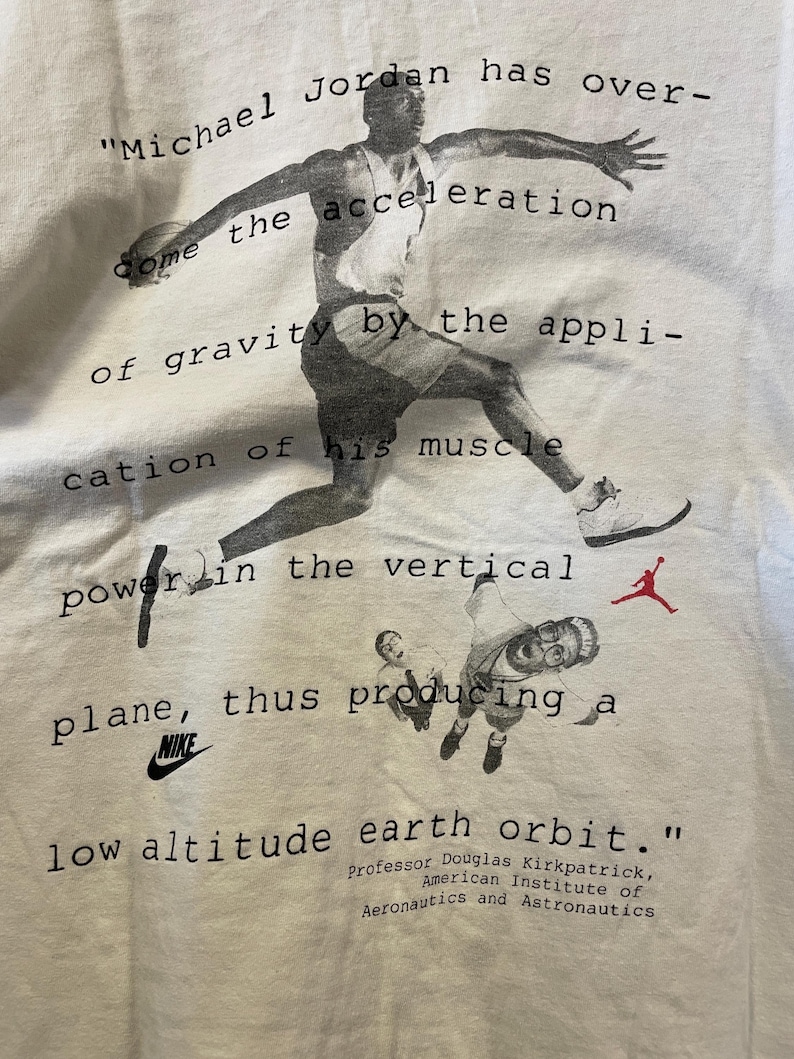 "Michael Jordan has over-
come the acceleration
of gravity by the appli-
cation of his muscle
power in the vertical
plane, thus producing a
NIKE
low altitude earth orbit."
Professor Douglas Kirkpatrick,
American Institute of
Aeronautics and Astronautics